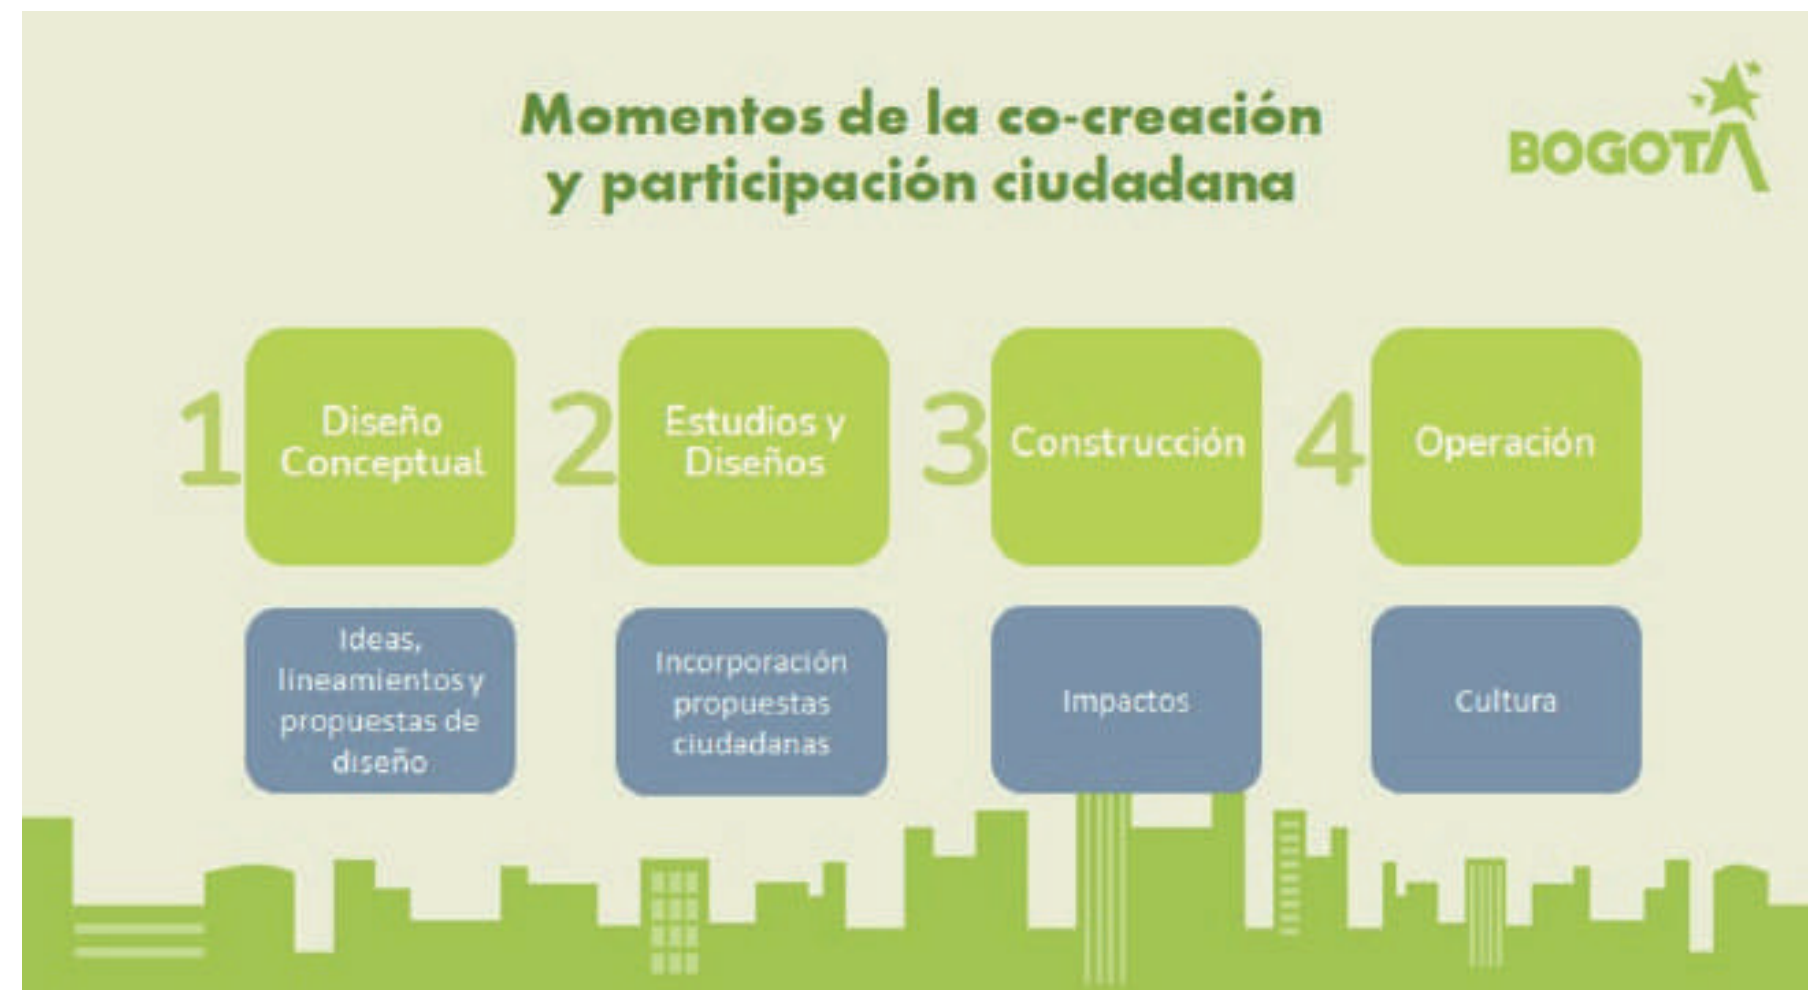 Momentos de la co-creación
y participación ciudadana
BOGOTÁ
1
Diseño
Conceptual
2
Estudios y
Diseños
3
Construcción
4
Operación
Ideas,
lineamientos y
propuestas de
diseño
Incorporación
propuestas
ciudadanas
Impactos
Cultura